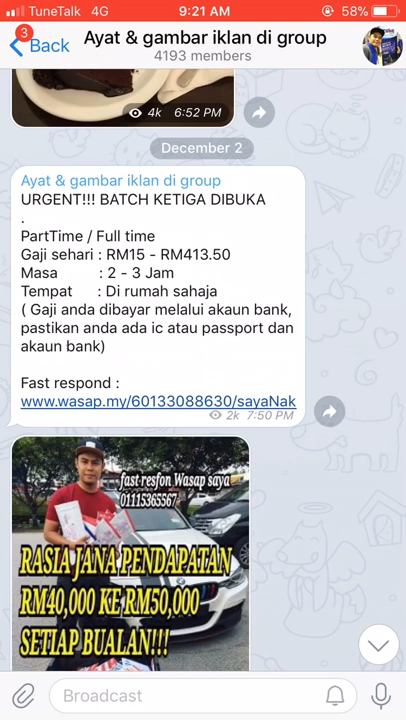 TuneTalk 4G 9:21 AM 58%
3
Back
Ayat & gambar iklan di group
4193 members
4k 6:52 PM
December 2
Ayat & gambar iklan di group
URGENT!!! BATCH KETIGA DIBUKA
.
PartTime / Full time
Gaji sehari : RM15 - RM413.50
Masa : 2 - 3 Jam
Tempat : Di rumah sahaja
( Gaji anda dibayar melalui akaun bank,
pastikan anda ada ic atau passport dan
akaun bank)
Fast respond :
www.wasap.my/60133088630/sayaNak
2k 7:50 PM
fast resfon Wasap saya
01115365567
RASIA JANA PENDAPATAN
RM40,000 KE RM50,000
SETIAP BUALAN!!!
Broadcast